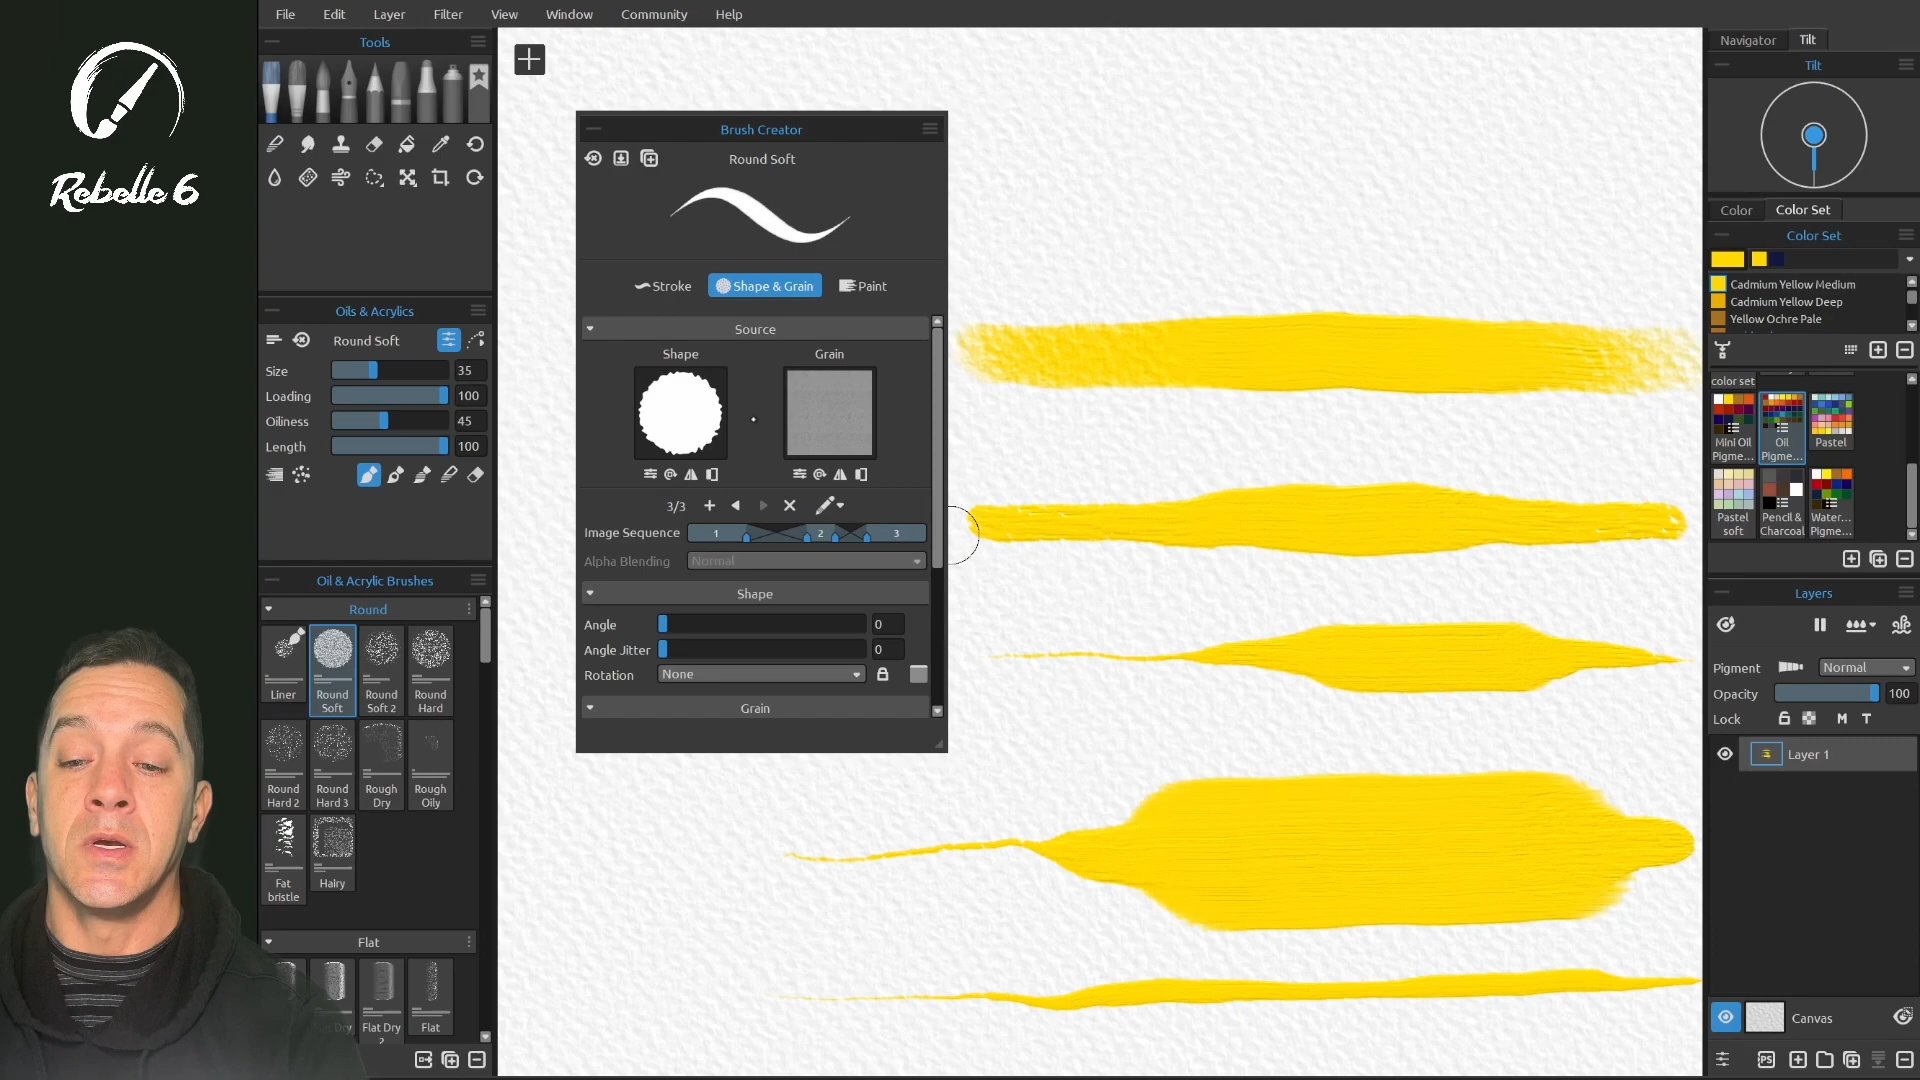 Rebelle 6
File Edit Layer Filter View Window Community Help
Tools
Oils & Acrylics
Round Soft
Size 35
Loading 100
Oiliness 45
Length 100
Oil & Acrylic Brushes
Round
Liner
Round Soft
Round Soft 2
Round Hard
Round Hard 2
Round Hard 3
Rough Dry
Rough Oily
Fat bristle
Hairy
Flat
Flat Dry 2
Flat
Brush Creator
Round Soft
Stroke Shape & Grain Paint
Source
Shape Grain
3/3
Image Sequence 1 2 3
Alpha Blending Normal
Shape
Angle 0
Angle Jitter 0
Rotation None
Grain
Navigator Tilt
Tilt
Color Color Set
Color Set
Cadmium Yellow Medium
Cadmium Yellow Deep
Yellow Ochre Pale
color set
Mini Oil Pigme...
Oil Pigme...
Pastel
Pastel soft
Pencil & Charcoal
Water... Pigme...
Layers
Pigment Normal
Opacity 100
Lock M T
Layer 1
Canvas
PS